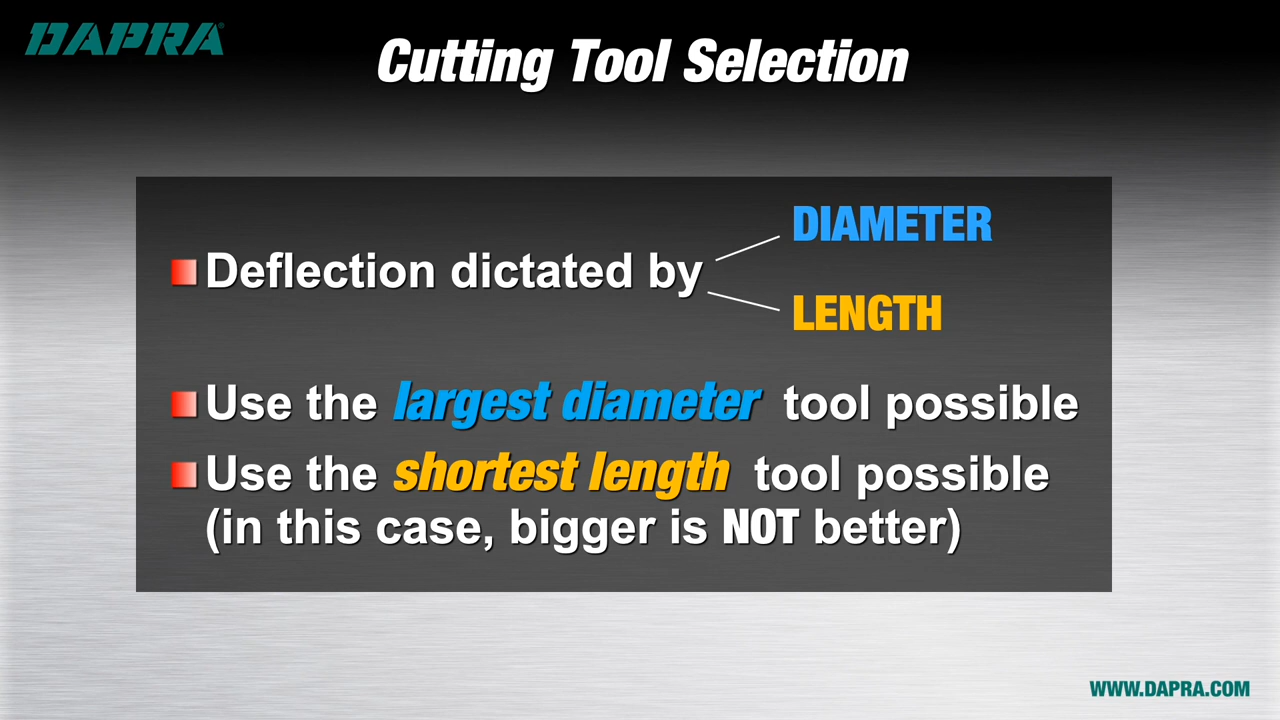 DAPRA®
Cutting Tool Selection
DIAMETER
Deflection dictated by
LENGTH
Use the largest diameter tool possible
Use the shortest length tool possible
(in this case, bigger is NOT better)
WWW.DAPRA.COM